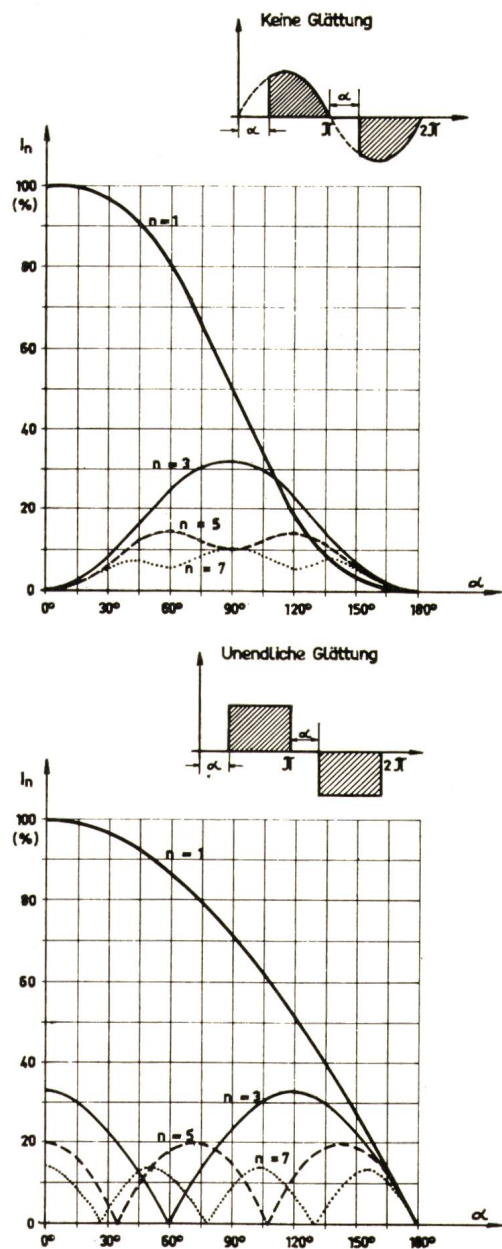 Keine Glättung
α α π 2π
I_n
100
(%)
n = 1
80
60
40
n = 3
20
n = 5
n = 7
0
0° 30° 60° 90° 120° 150° 180° α
Unendliche Glättung
α α π 2π
I_n
100
(%)
n = 1
80
60
40
n = 3
20
n = 5
n = 7
0
0° 30° 60° 90° 120° 150° 180° α